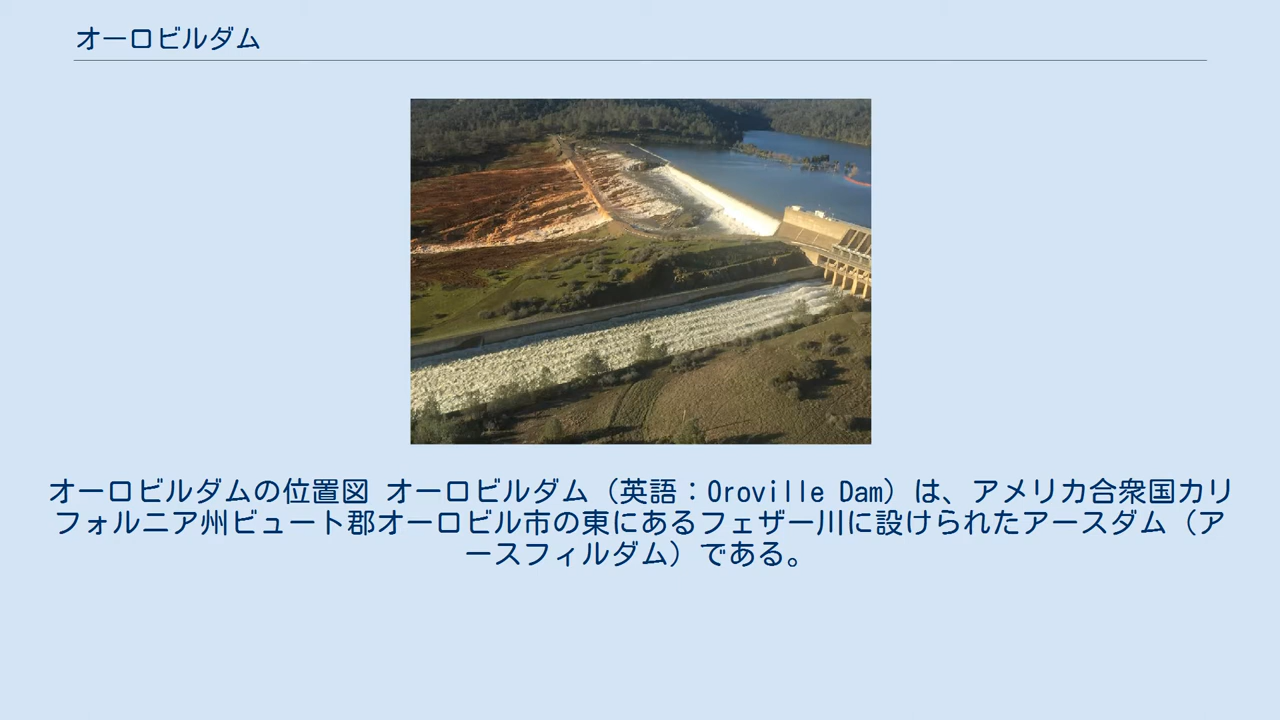 オーロビルダム
オーロビルダムの位置図 オーロビルダム（英語：Oroville Dam）は、アメリカ合衆国カリ
フォルニア州ビュート郡オーロビル市の東にあるフェザー川に設けられたアースダム（ア
ースフィルダム）である。